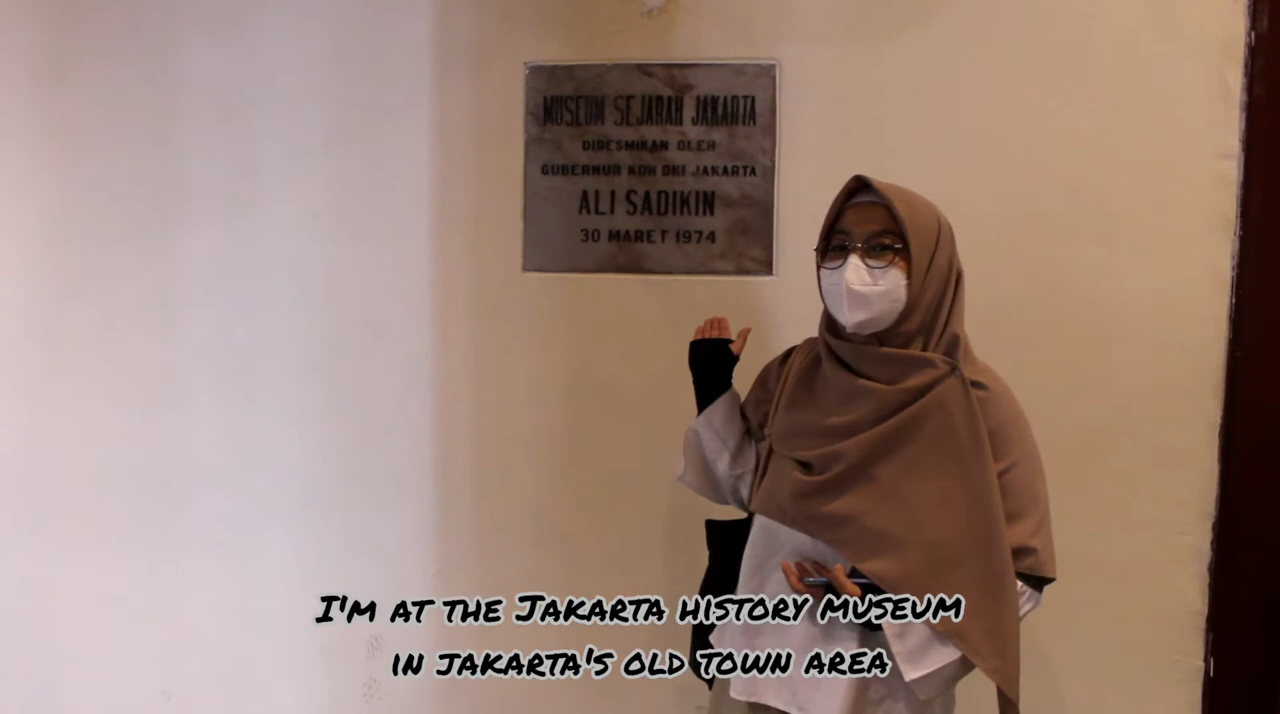 MUSEUM SEJARAH JAKARTA
DIRESMIKAN OLEH
GUBERNUR KDH DKI JAKARTA
ALI SADIKIN
30 MARET 1974
I'M AT THE JAKARTA HISTORY MUSEUM
IN JAKARTA'S OLD TOWN AREA